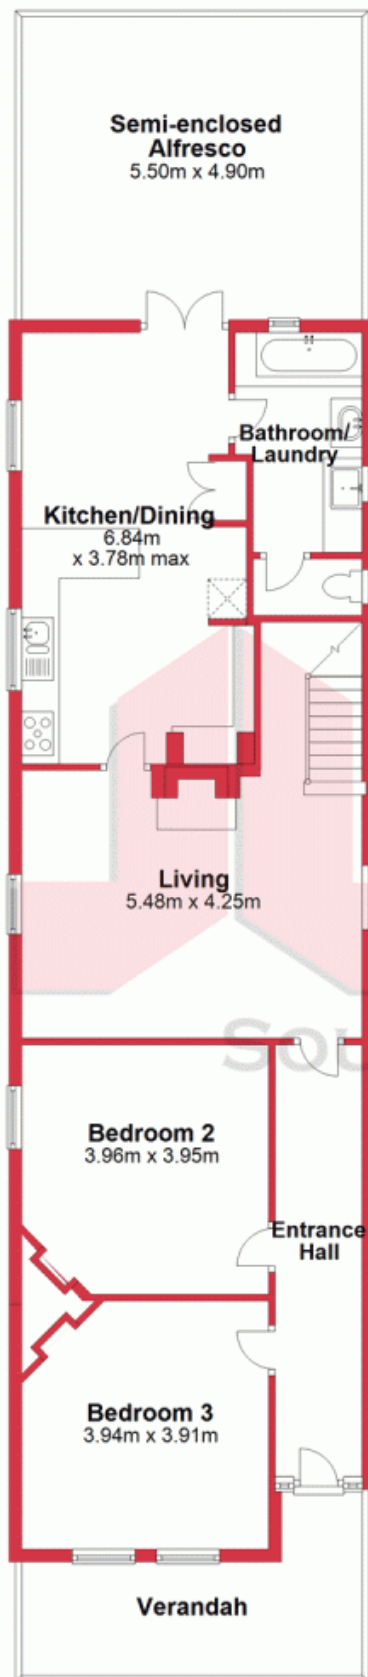 Semi-enclosed
Alfresco
5.50m x 4.90m
Bathroom/
Laundry
Kitchen/Dining
6.84m
x 3.78m max
Living
5.48m x 4.25m
SOU
Bedroom 2
3.96m x 3.95m
Entrance
Hall
Bedroom 3
3.94m x 3.91m
Verandah